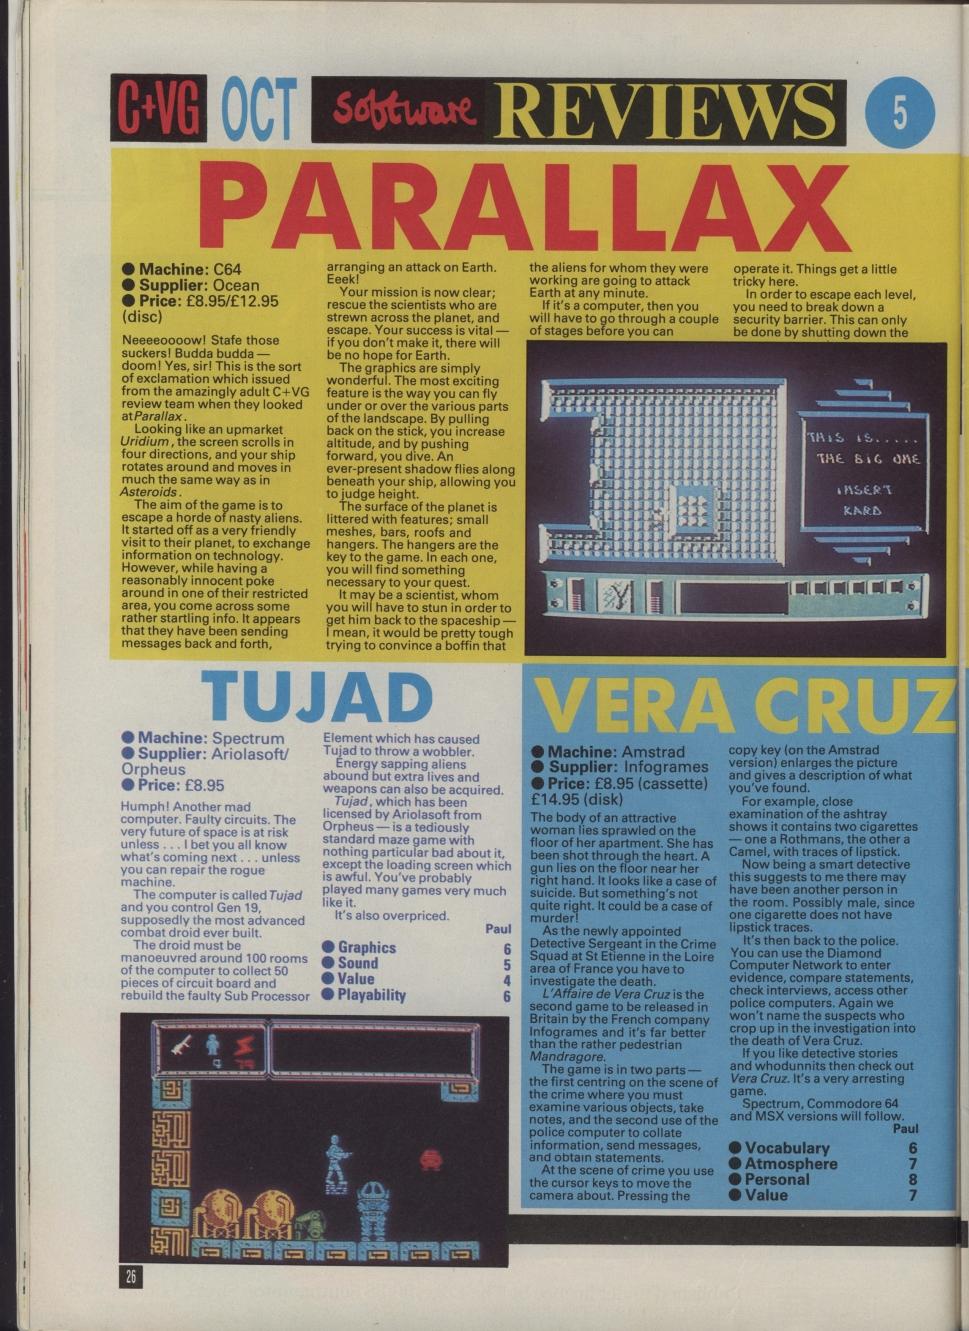 C+VG OCT software REVIEWS 5
PARALLAX
● Machine: C64
● Supplier: Ocean
● Price: £8.95/£12.95
(disc)
Neeeeoooow! Stafe those
suckers! Budda budda —
doom! Yes, sir! This is the sort
of exclamation which issued
from the amazingly adult C+VG
review team when they looked
at Parallax.
Looking like an upmarket
Uridium, the screen scrolls in
four directions, and your ship
rotates around and moves in
much the same way as in
Asteroids.
The aim of the game is to
escape a horde of nasty aliens.
It started off as a very friendly
visit to their planet, to exchange
information on technology.
However, while having a
reasonably innocent poke
around in one of their restricted
area, you come across some
rather startling info. It appears
that they have been sending
messages back and forth,
arranging an attack on Earth.
Eeek!
Your mission is now clear;
rescue the scientists who are
strewn across the planet, and
escape. Your success is vital —
if you don't make it, there will
be no hope for Earth.
The graphics are simply
wonderful. The most exciting
feature is the way you can fly
under or over the various parts
of the landscape. By pulling
back on the stick, you increase
altitude, and by pushing
forward, you dive. An
ever-present shadow flies along
beneath your ship, allowing you
to judge height.
The surface of the planet is
littered with features; small
meshes, bars, roofs and
hangers. The hangers are the
key to the game. In each one,
you will find something
necessary to your quest.
It may be a scientist, whom
you will have to stun in order to
get him back to the spaceship —
I mean, it would be pretty tough
trying to convince a boffin that
the aliens for whom they were
working are going to attack
Earth at any minute.
If it's a computer, then you
will have to go through a couple
of stages before you can
operate it. Things get a little
tricky here.
In order to escape each level,
you need to break down a
security barrier. This can only
be done by shutting down the
THIS IS.....
THE BIG ONE
INSERT
KARD
TUJAD
● Machine: Spectrum
● Supplier: Ariolasoft/
Orpheus
● Price: £8.95
Humph! Another mad
computer. Faulty circuits. The
very future of space is at risk
unless . . . I bet you all know
what's coming next . . . unless
you can repair the rogue
machine.
The computer is called Tujad
and you control Gen 19,
supposedly the most advanced
combat droid ever built.
The droid must be
manoeuvred around 100 rooms
of the computer to collect 50
pieces of circuit board and
rebuild the faulty Sub Processor
Element which has caused
Tujad to throw a wobbler.
Energy sapping aliens
abound but extra lives and
weapons can also be acquired.
Tujad, which has been
licensed by Ariolasoft from
Orpheus — is a tediously
standard maze game with
nothing particular bad about it,
except the loading screen which
is awful. You've probably
played many games very much
like it.
It's also overpriced.
Paul
● Graphics 6
● Sound 5
● Value 4
● Playability 6
VERA CRUZ
● Machine: Amstrad
● Supplier: Infogrames
● Price: £8.95 (cassette)
£14.95 (disk)
The body of an attractive
woman lies sprawled on the
floor of her apartment. She has
been shot through the heart. A
gun lies on the floor near her
right hand. It looks like a case of
suicide. But something's not
quite right. It could be a case of
murder!
As the newly appointed
Detective Sergeant in the Crime
Squad at St Etienne in the Loire
area of France you have to
investigate the death.
L'Affaire de Vera Cruz is the
second game to be released in
Britain by the French company
Infogrames and it's far better
than the rather pedestrian
Mandragore.
The game is in two parts —
the first centring on the scene of
the crime where you must
examine various objects, take
notes, and the second use of the
police computer to collate
information, send messages,
and obtain statements.
At the scene of crime you use
the cursor keys to move the
camera about. Pressing the
copy key (on the Amstrad
version) enlarges the picture
and gives a description of what
you've found.
For example, close
examination of the ashtray
shows it contains two cigarettes
— one a Rothmans, the other a
Camel, with traces of lipstick.
Now being a smart detective
this suggests to me there may
have been another person in
the room. Possibly male, since
one cigarette does not have
lipstick traces.
It's then back to the police.
You can use the Diamond
Computer Network to enter
evidence, compare statements,
check interviews, access other
police computers. Again we
won't name the suspects who
crop up in the investigation into
the death of Vera Cruz.
If you like detective stories
and whodunnits then check out
Vera Cruz. It's a very arresting
game.
Spectrum, Commodore 64
and MSX versions will follow.
Paul
● Vocabulary 6
● Atmosphere 7
● Personal 8
● Value 7
26